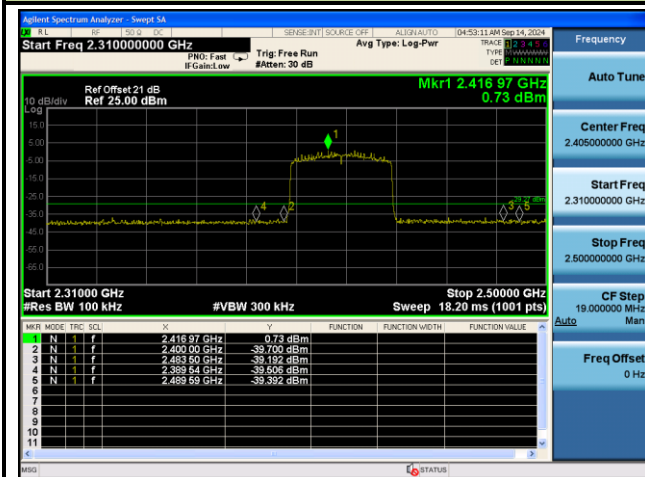 Agilent Spectrum Analyzer - Swept SA
RL RF 50 Ω DC SENSE:INT SOURCE OFF ALIGN AUTO 04:53:11 AM Sep 14, 2024
Start Freq 2.310000000 GHz Avg Type: Log-Pwr TRACE 1 2 3 4 5 6
PNO: Fast Trig: Free Run TYPE
IFGain:Low #Atten: 30 dB DET P N N N N N
Ref Offset 21 dB Mkr1 2.416 97 GHz
10 dB/div Ref 25.00 dBm 0.73 dBm
Log
15.0
5.00
-5.00
-15.0
-25.0
-35.0
-45.0
-55.0
-65.0
1
4
2
3
5
-29.27 dBm
Start 2.31000 GHz Stop 2.50000 GHz
#Res BW 100 kHz #VBW 300 kHz Sweep 18.20 ms (1001 pts)
MKR MODE TRC SCL X Y FUNCTION FUNCTION WIDTH FUNCTION VALUE
1 N 1 f 2.416 97 GHz 0.73 dBm
2 N 1 f 2.400 00 GHz -39.700 dBm
3 N 1 f 2.483 50 GHz -39.192 dBm
4 N 1 f 2.389 54 GHz -39.506 dBm
5 N 1 f 2.489 59 GHz -39.392 dBm
6
7
8
9
10
11
MSG STATUS
Frequency
Auto Tune
Center Freq
2.405000000 GHz
Start Freq
2.310000000 GHz
Stop Freq
2.500000000 GHz
CF Step
19.000000 MHz
Auto Man
Freq Offset
0 Hz